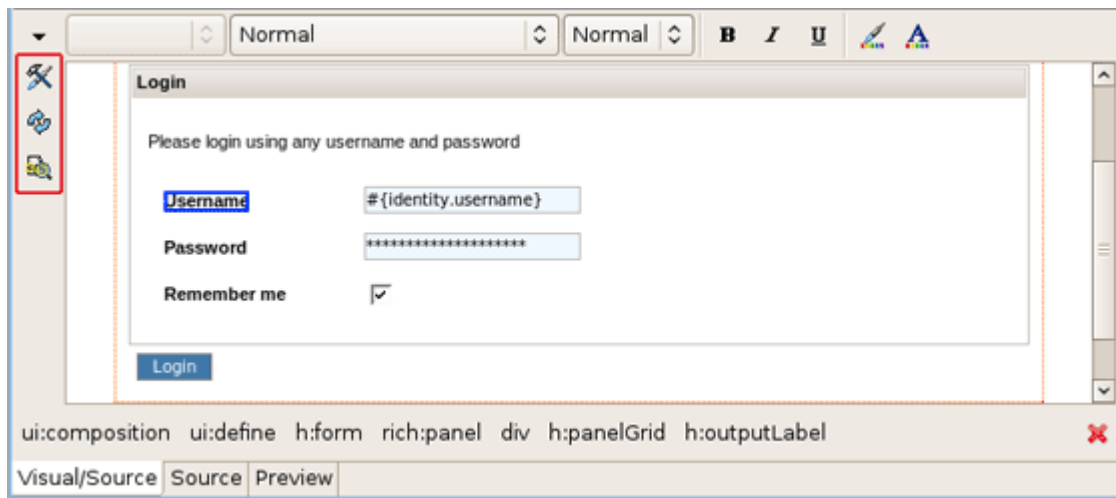 Normal Normal B I U A
Login
Please login using any username and password
Username #{identity.username}
Password ********************
Remember me
Login
ui:composition ui:define h:form rich:panel div h:panelGrid h:outputLabel
Visual/Source Source Preview